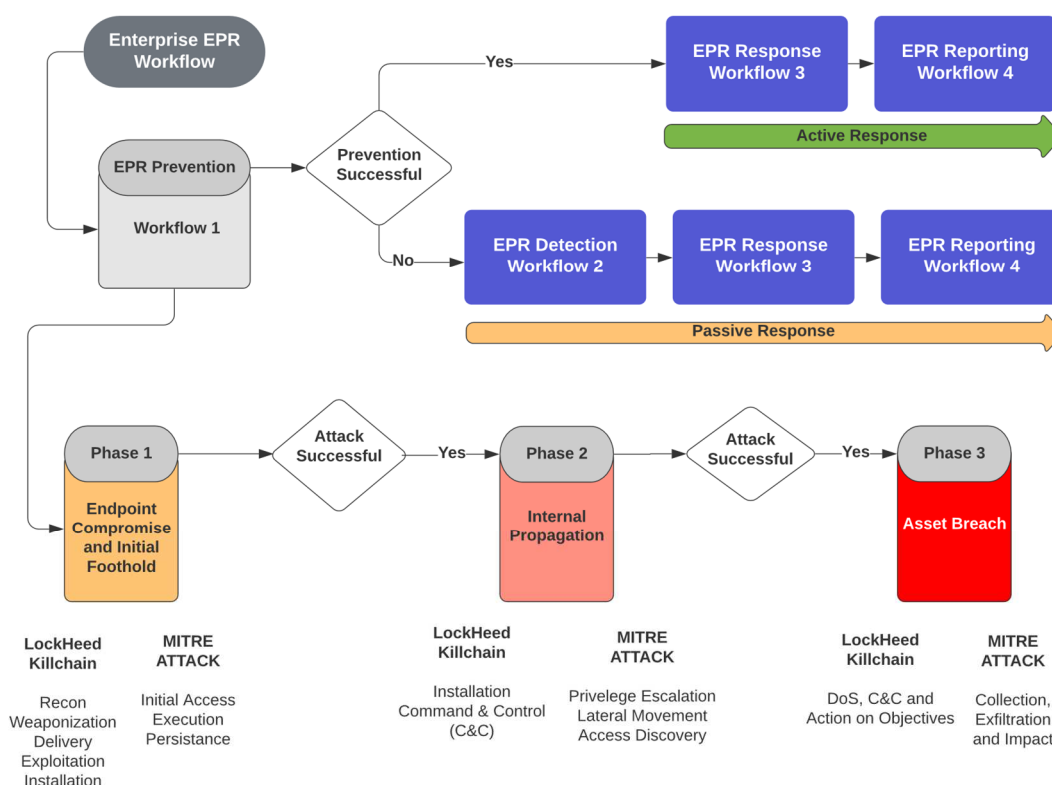 Enterprise EPR
Workflow
EPR Prevention
Workflow 1
Prevention
Successful
Yes
EPR Response
Workflow 3
EPR Reporting
Workflow 4
Active Response
No
EPR Detection
Workflow 2
EPR Response
Workflow 3
EPR Reporting
Workflow 4
Passive Response
Phase 1
Endpoint
Compromise
and Initial
Foothold
Attack
Successful
Yes
Phase 2
Internal
Propagation
Attack
Successful
Yes
Phase 3
Asset Breach
LockHeed
Killchain
Recon
Weaponization
Delivery
Exploitation
Installation
MITRE
ATTACK
Initial Access
Execution
Persistance
LockHeed
Killchain
Installation
Command & Control
(C&C)
MITRE
ATTACK
Privelege Escalation
Lateral Movement
Access Discovery
LockHeed
Killchain
DoS, C&C and
Action on Objectives
MITRE
ATTACK
Collection,
Exfiltration
and Impact